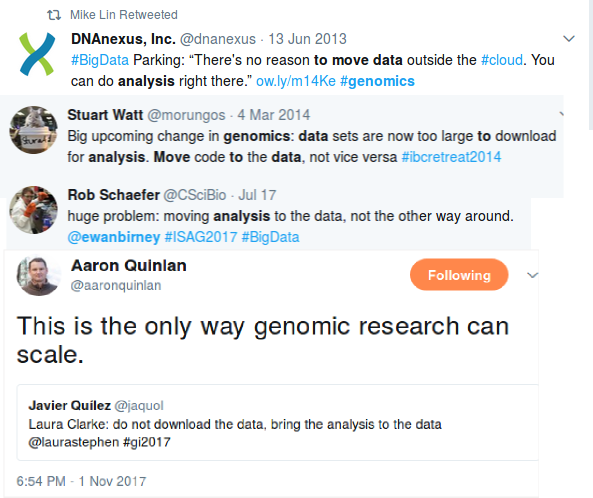 Mike Lin Retweeted
DNAnexus, Inc. @dnanexus · 13 Jun 2013
#BigData Parking: “There's no reason to move data outside the #cloud. You
can do analysis right there.” ow.ly/m14Ke #genomics
Stuart Watt @morungos · 4 Mar 2014
Big upcoming change in genomics: data sets are now too large to download
for analysis. Move code to the data, not vice versa #ibcretreat2014
Rob Schaefer @CSciBio · Jul 17
huge problem: moving analysis to the data, not the other way around.
@ewanbirney #ISAG2017 #BigData
Aaron Quinlan
@aaronquinlan
Following
This is the only way genomic research can
scale.
Javier Quílez @jaquol
Laura Clarke: do not download the data, bring the analysis to the data
@laurastephen #gi2017
6:54 PM - 1 Nov 2017